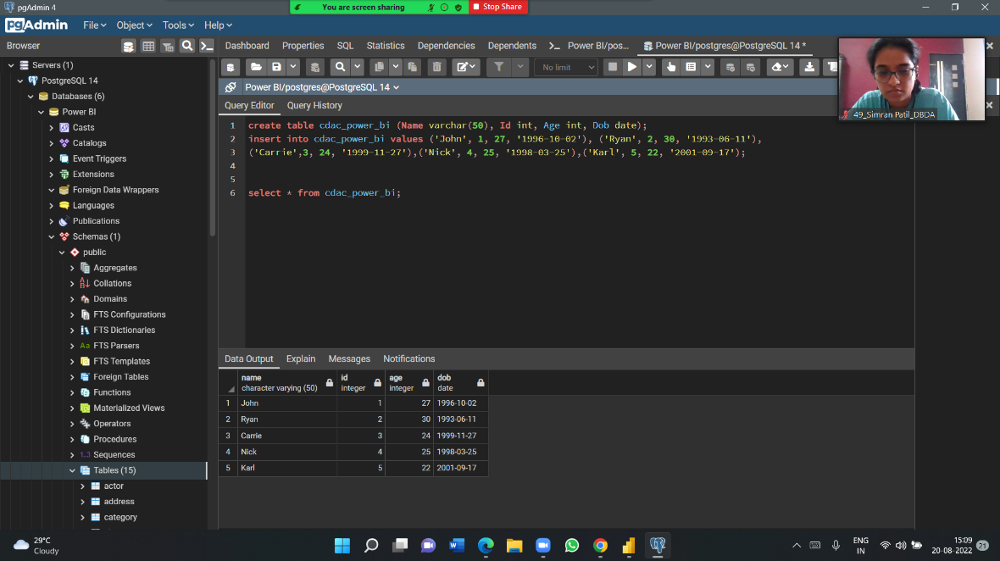 pgAdmin 4
You are screen sharing
Stop Share
pgAdmin
File Object Tools Help
Browser
Dashboard Properties SQL Statistics Dependencies Dependents Power BI/pos... Power BI/postgres@PostgreSQL 14 *
No limit
Power BI/postgres@PostgreSQL 14
Query Editor Query History
49_Simran Patil_DBDA
Servers (1)
PostgreSQL 14
Databases (6)
Power BI
Casts
Catalogs
Event Triggers
Extensions
Foreign Data Wrappers
Languages
Publications
Schemas (1)
public
Aggregates
Collations
Domains
FTS Configurations
FTS Dictionaries
FTS Parsers
FTS Templates
Foreign Tables
Functions
Materialized Views
Operators
Procedures
Sequences
Tables (15)
actor
address
category
1 create table cdac_power_bi (Name varchar(50), Id int, Age int, Dob date);
2 insert into cdac_power_bi values ('John', 1, 27, '1996-10-02'), ('Ryan', 2, 30, '1993-06-11'),
3 ('Carrie',3, 24, '1999-11-27'),('Nick', 4, 25, '1998-03-25'),('Karl', 5, 22, '2001-09-17');
4
5
6 select * from cdac_power_bi;
Data Output Explain Messages Notifications
name id age dob
character varying (50) integer integer date
1 John 1 27 1996-10-02
2 Ryan 2 30 1993-06-11
3 Carrie 3 24 1999-11-27
4 Nick 4 25 1998-03-25
5 Karl 5 22 2001-09-17
29°C
Cloudy
ENG
IN
15:09
20-08-2022
21